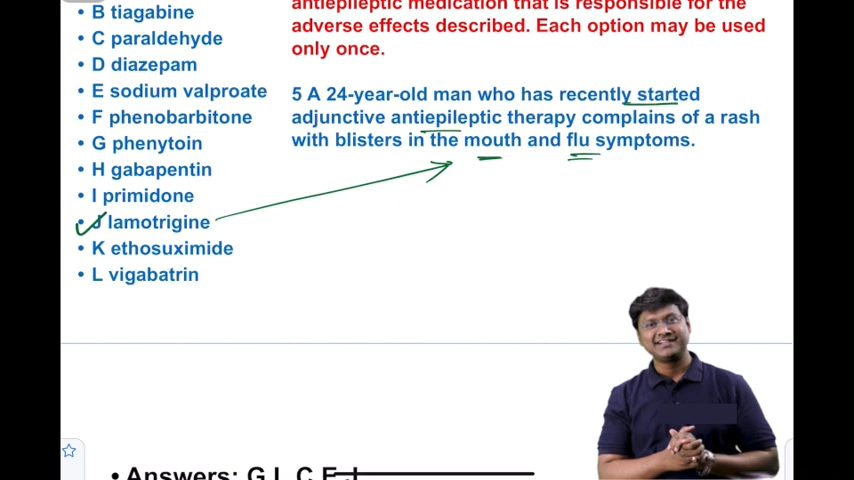 • B tiagabine
• C paraldehyde
• D diazepam
• E sodium valproate
• F phenobarbitone
• G phenytoin
• H gabapentin
• I primidone
• J lamotrigine
• K ethosuximide
• L vigabatrin
antiepileptic medication that is responsible for the
adverse effects described. Each option may be used
only once.
5 A 24-year-old man who has recently started
adjunctive antiepileptic therapy complains of a rash
with blisters in the mouth and flu symptoms.
• Answers: G L C